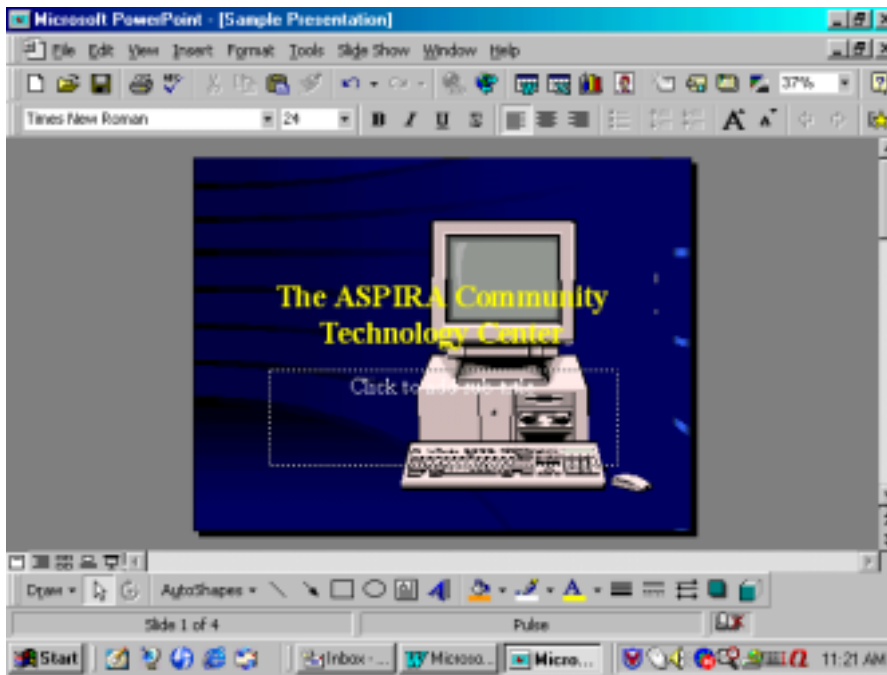 Microsoft PowerPoint - [Sample Presentation]
File Edit View Insert Format Tools Slide Show Window Help
37%
Times New Roman 24 B I U S A A
The ASPIRA Community
Technology Center
Click to add sub-title
Draw AutoShapes A
Slide 1 of 4 Pulse
Start Inbox - ... Microso... Micro... 11:21 AM